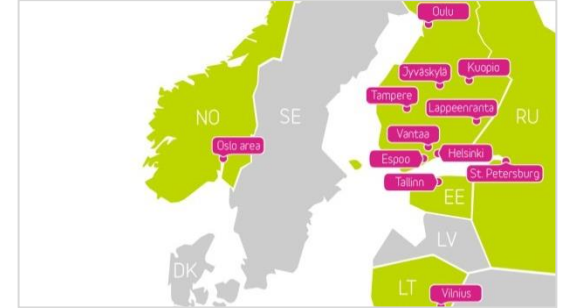 Oulu
Jyväskylä
Kuopio
Tampere
Lappeenranta
NO
SE
RU
Vantaa
Oslo area
Espoo
Helsinki
St. Petersburg
Tallinn
EE
LV
DK
LT
Vilnius